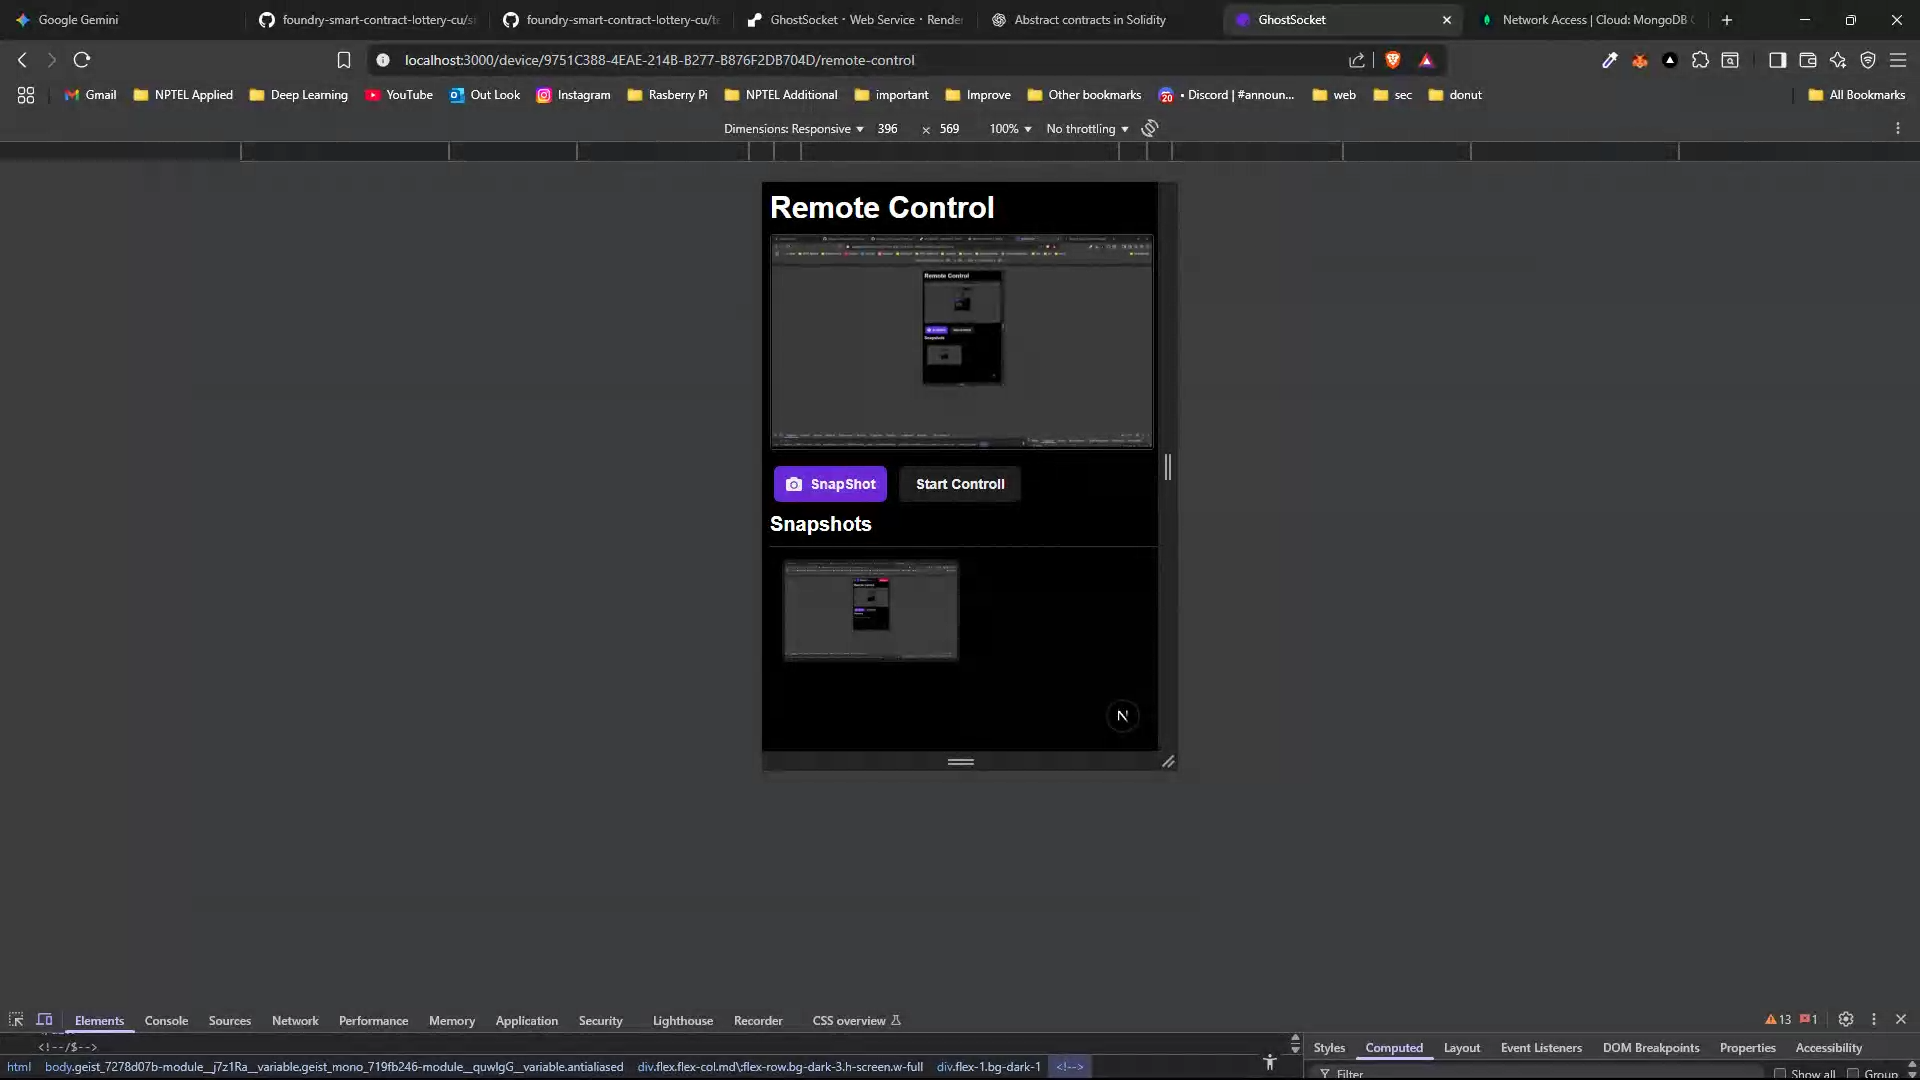 Google Gemini
foundry-smart-contract-lottery-cu/s
foundry-smart-contract-lottery-cu/te
GhostSocket · Web Service · Render
Abstract contracts in Solidity
GhostSocket
Network Access | Cloud: MongoDB C
localhost:3000/device/9751C388-4EAE-214B-B277-B876F2DB704D/remote-control
Gmail
NPTEL Applied
Deep Learning
YouTube
Out Look
Instagram
Rasberry Pi
NPTEL Additional
important
Improve
Other bookmarks
20
• Discord | #announ...
web
sec
donut
All Bookmarks
Dimensions: Responsive
396
×
569
100%
No throttling
Remote Control
Remote Control
Snapshots
SnapShot
Start Controll
Snapshots
N
Elements
Console
Sources
Network
Performance
Memory
Application
Security
Lighthouse
Recorder
CSS overview
13
1
<!--/$-->
Styles
Computed
Layout
Event Listeners
DOM Breakpoints
Properties
Accessibility
html
body.geist_7278d07b-module__j7z1Ra__variable.geist_mono_719fb246-module__quwlgG__variable.antialiased
div.flex.flex-col.md\:flex-row.bg-dark-3.h-screen.w-full
div.flex-1.bg-dark-1
<!-->
Filter
Show all
Group